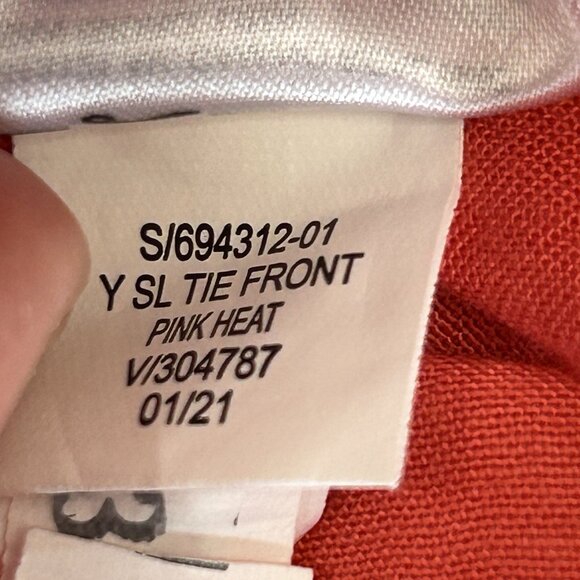 S/694312-01
Y SL TIE FRONT
PINK HEAT
V/304787
01/21